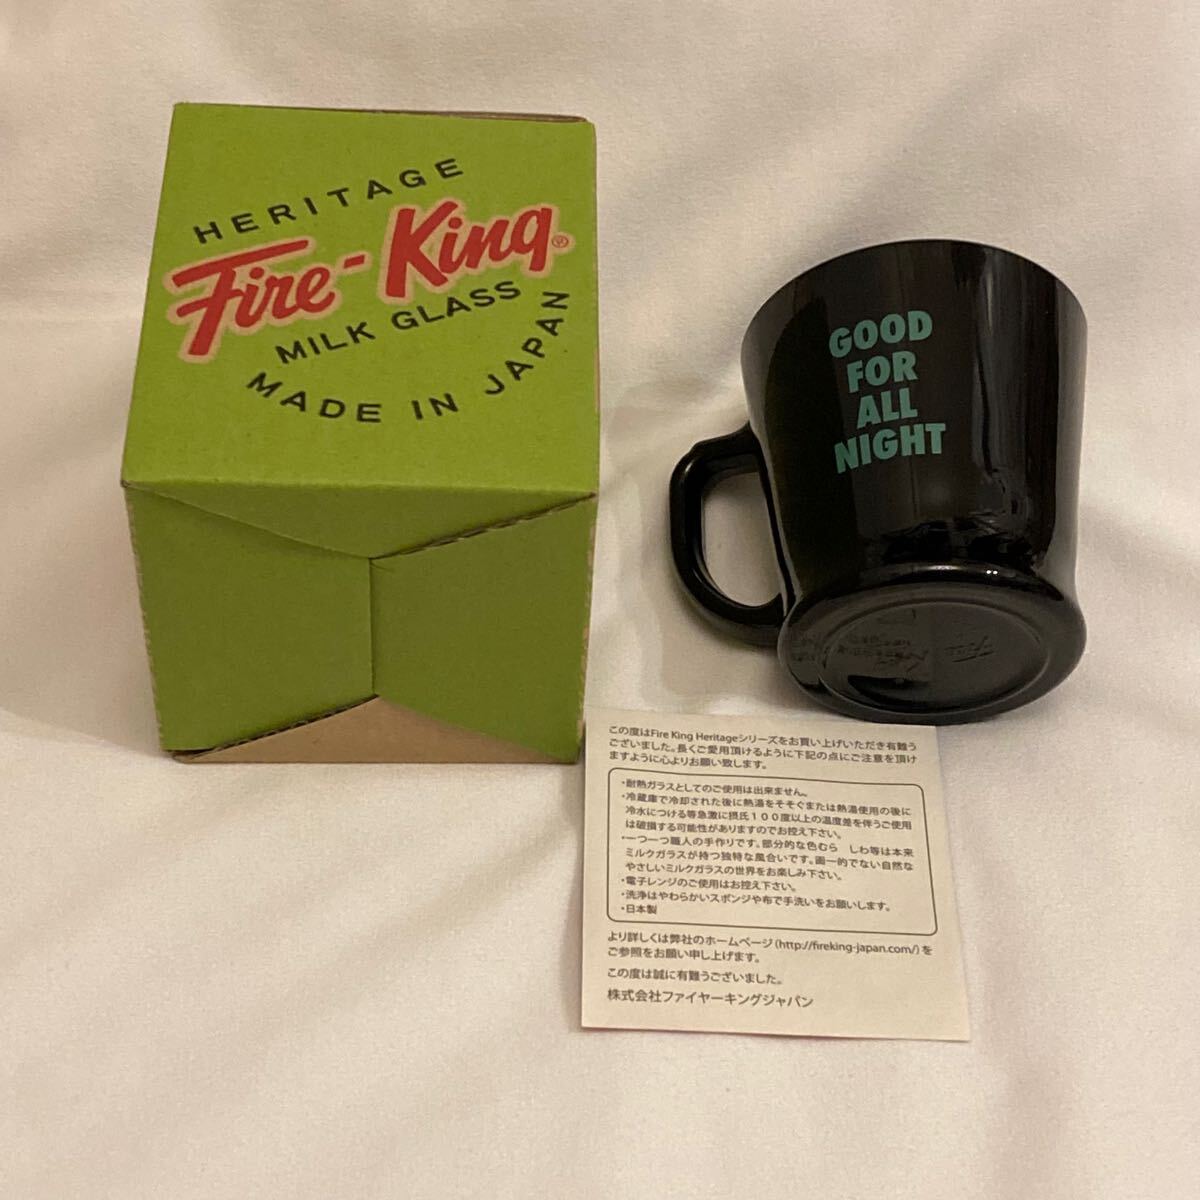 HERITAGE
Fire-King®
MILK GLASS
MADE IN JAPAN
GOOD
FOR
ALL
NIGHT
Fire
King
この度はFire King Heritageシリーズをお買い上げいただき有難う
ございました。長くご愛用頂けるように下記の点にご注意を頂け
ますように心よりお願い致します。
・耐熱ガラスとしてのご使用は出来ません。
・冷蔵庫で冷却された後に熱湯をそそぐまたは熱湯使用の後に
冷水につける等急激に摂氏100度以上の温度差を伴うご使用
は破損する可能性がありますのでお控え下さい。
・一つ一つ職人の手作りです。部分的な色むら しわ等は本来
ミルクガラスが持つ独特な風合いです。画一的でない自然な
やさしいミルクガラスの世界をお楽しみ下さい。
・電子レンジのご使用はお控え下さい。
・洗浄はやわらかいスポンジや布で手洗いをお願いします。
・日本製
より詳しくは弊社のホームページ(http://fireking-japan.com/)を
ご参照をお願い申し上げます。
この度は誠に有難うございました。
株式会社ファイヤーキングジャパン